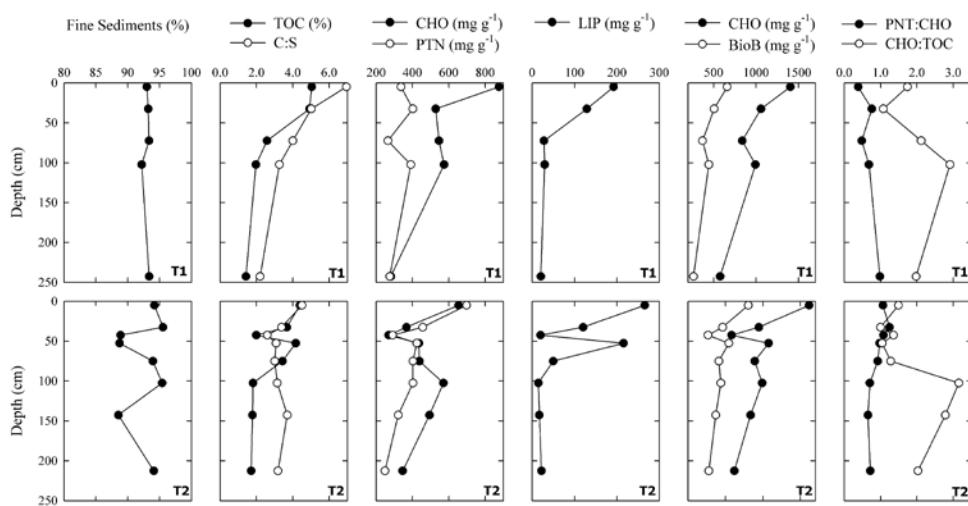 Fine Sediments (%)
TOC (%)
C:S
CHO (mg g⁻¹)
PTN (mg g⁻¹)
LIP (mg g⁻¹)
CHO (mg g⁻¹)
BioB (mg g⁻¹)
PNT:CHO
CHO:TOC
80 85 90 95 100
0.0 2.0 4.0 6.0
200 400 600 800
0 100 200 300
500 1000 1500
0.0 1.0 2.0 3.0
Depth (cm)
0
50
100
150
200
250
T1 T1 T1 T1 T1 T1
Depth (cm)
0
50
100
150
200
250
T2 T2 T2 T2 T2 T2